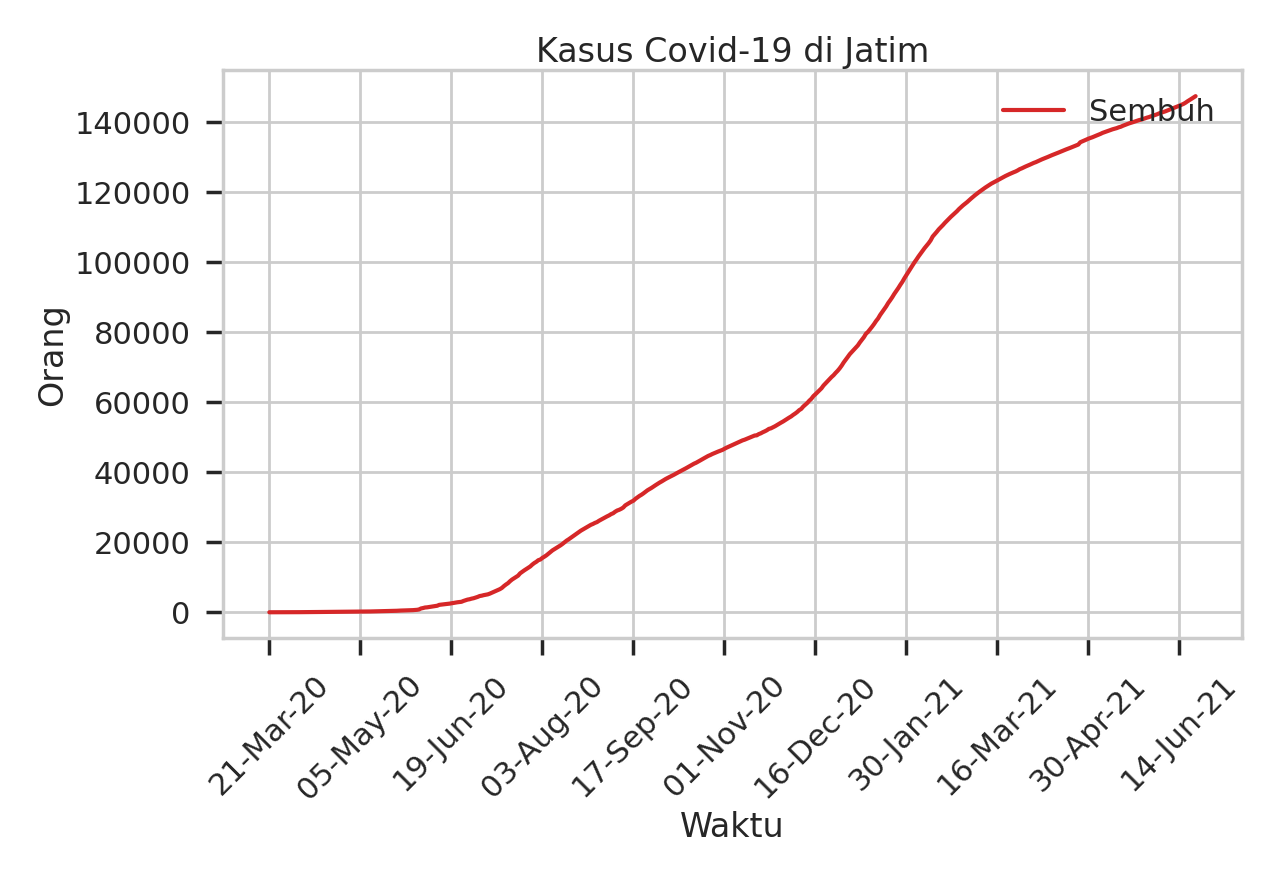 Kasus Covid-19 di Jatim
Sembuh
Orang
140000
120000
100000
80000
60000
40000
20000
0
21-Mar-20
05-May-20
19-Jun-20
03-Aug-20
17-Sep-20
01-Nov-20
16-Dec-20
30-Jan-21
16-Mar-21
30-Apr-21
14-Jun-21
Waktu